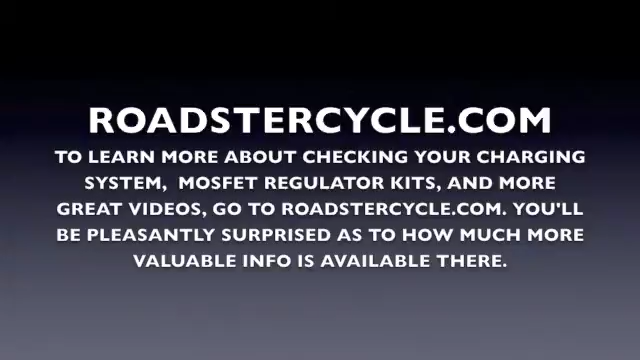 ROADSTERCYCLE.COM
TO LEARN MORE ABOUT CHECKING YOUR CHARGING
SYSTEM, MOSFET REGULATOR KITS, AND MORE
GREAT VIDEOS, GO TO ROADSTERCYCLE.COM. YOU'LL
BE PLEASANTLY SURPRISED AS TO HOW MUCH MORE
VALUABLE INFO IS AVAILABLE THERE.